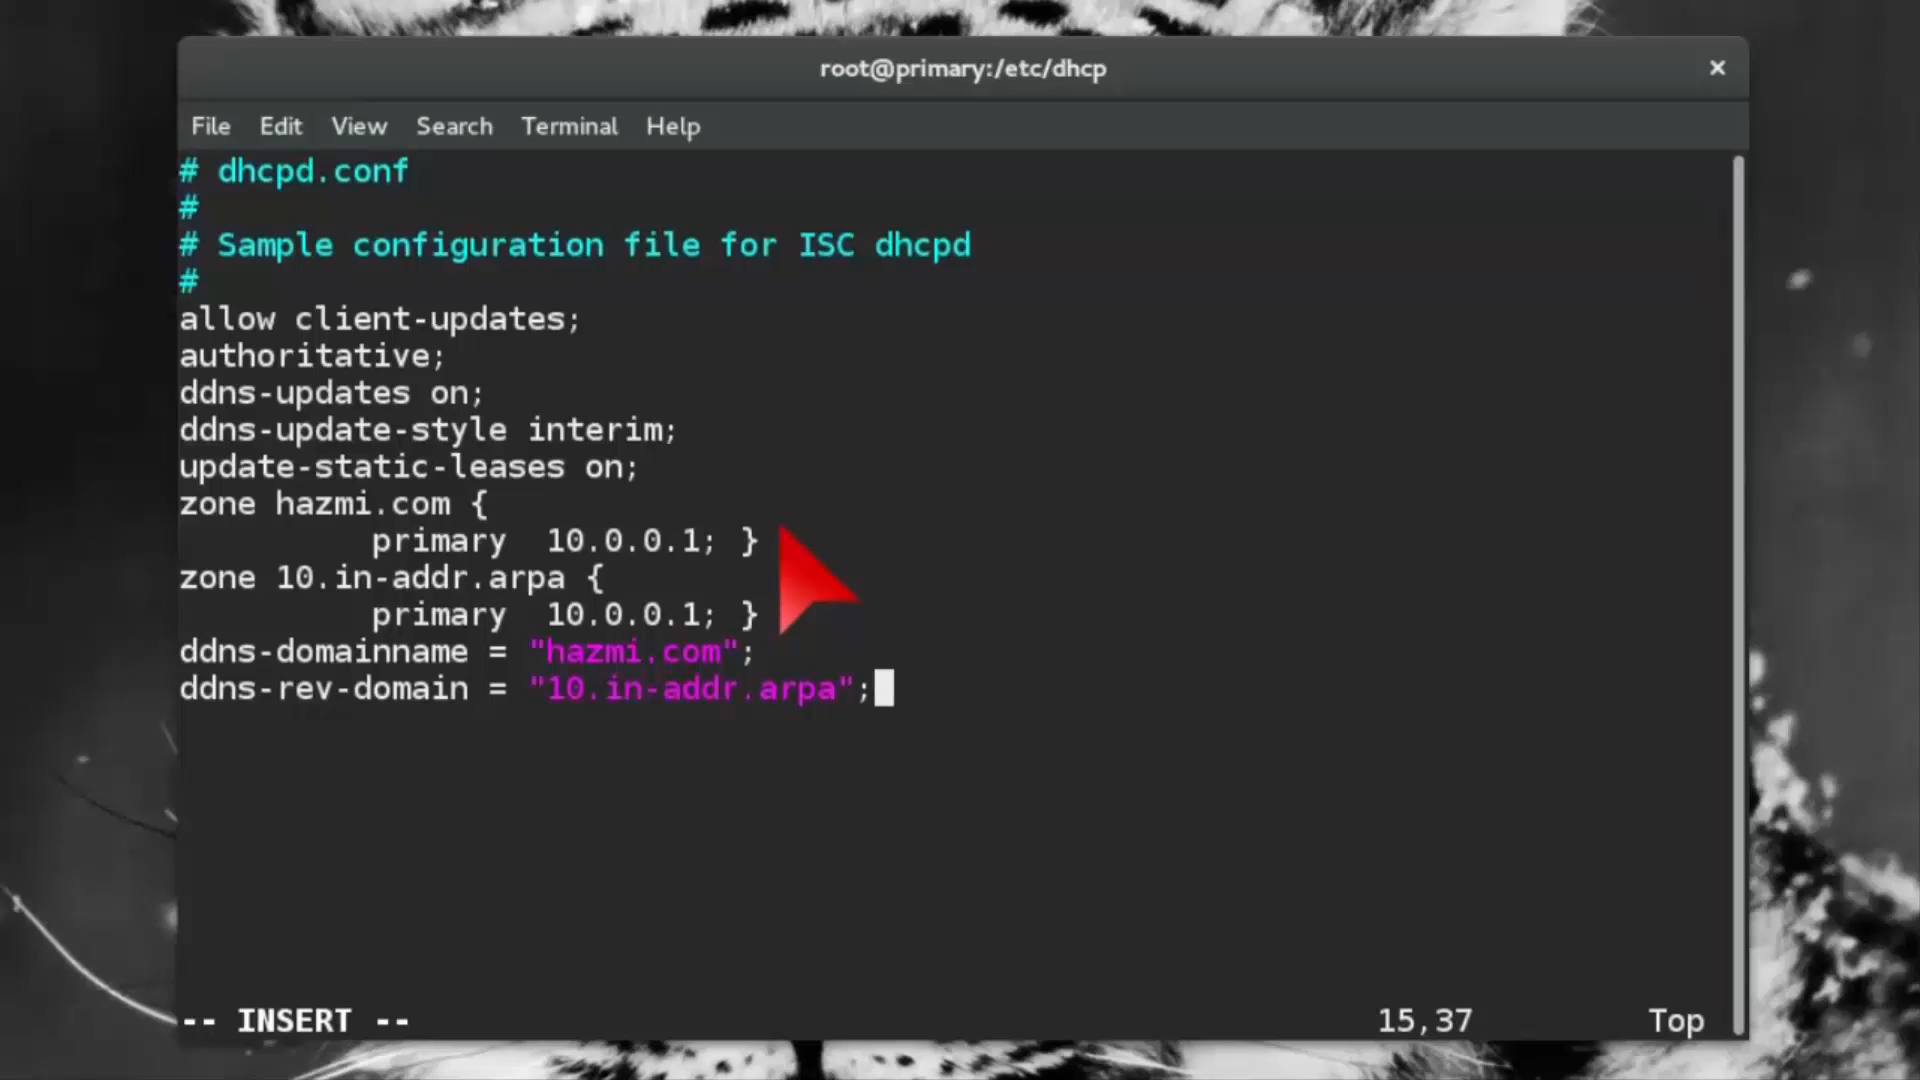 root@primary:/etc/dhcp ×
File Edit View Search Terminal Help
# dhcpd.conf
#
# Sample configuration file for ISC dhcpd
#
allow client-updates;
authoritative;
ddns-updates on;
ddns-update-style interim;
update-static-leases on;
zone hazmi.com {
          primary  10.0.0.1; }
zone 10.in-addr.arpa {
          primary  10.0.0.1; }
ddns-domainname = "hazmi.com";
ddns-rev-domain = "10.in-addr.arpa";
-- INSERT -- 15,37 Top